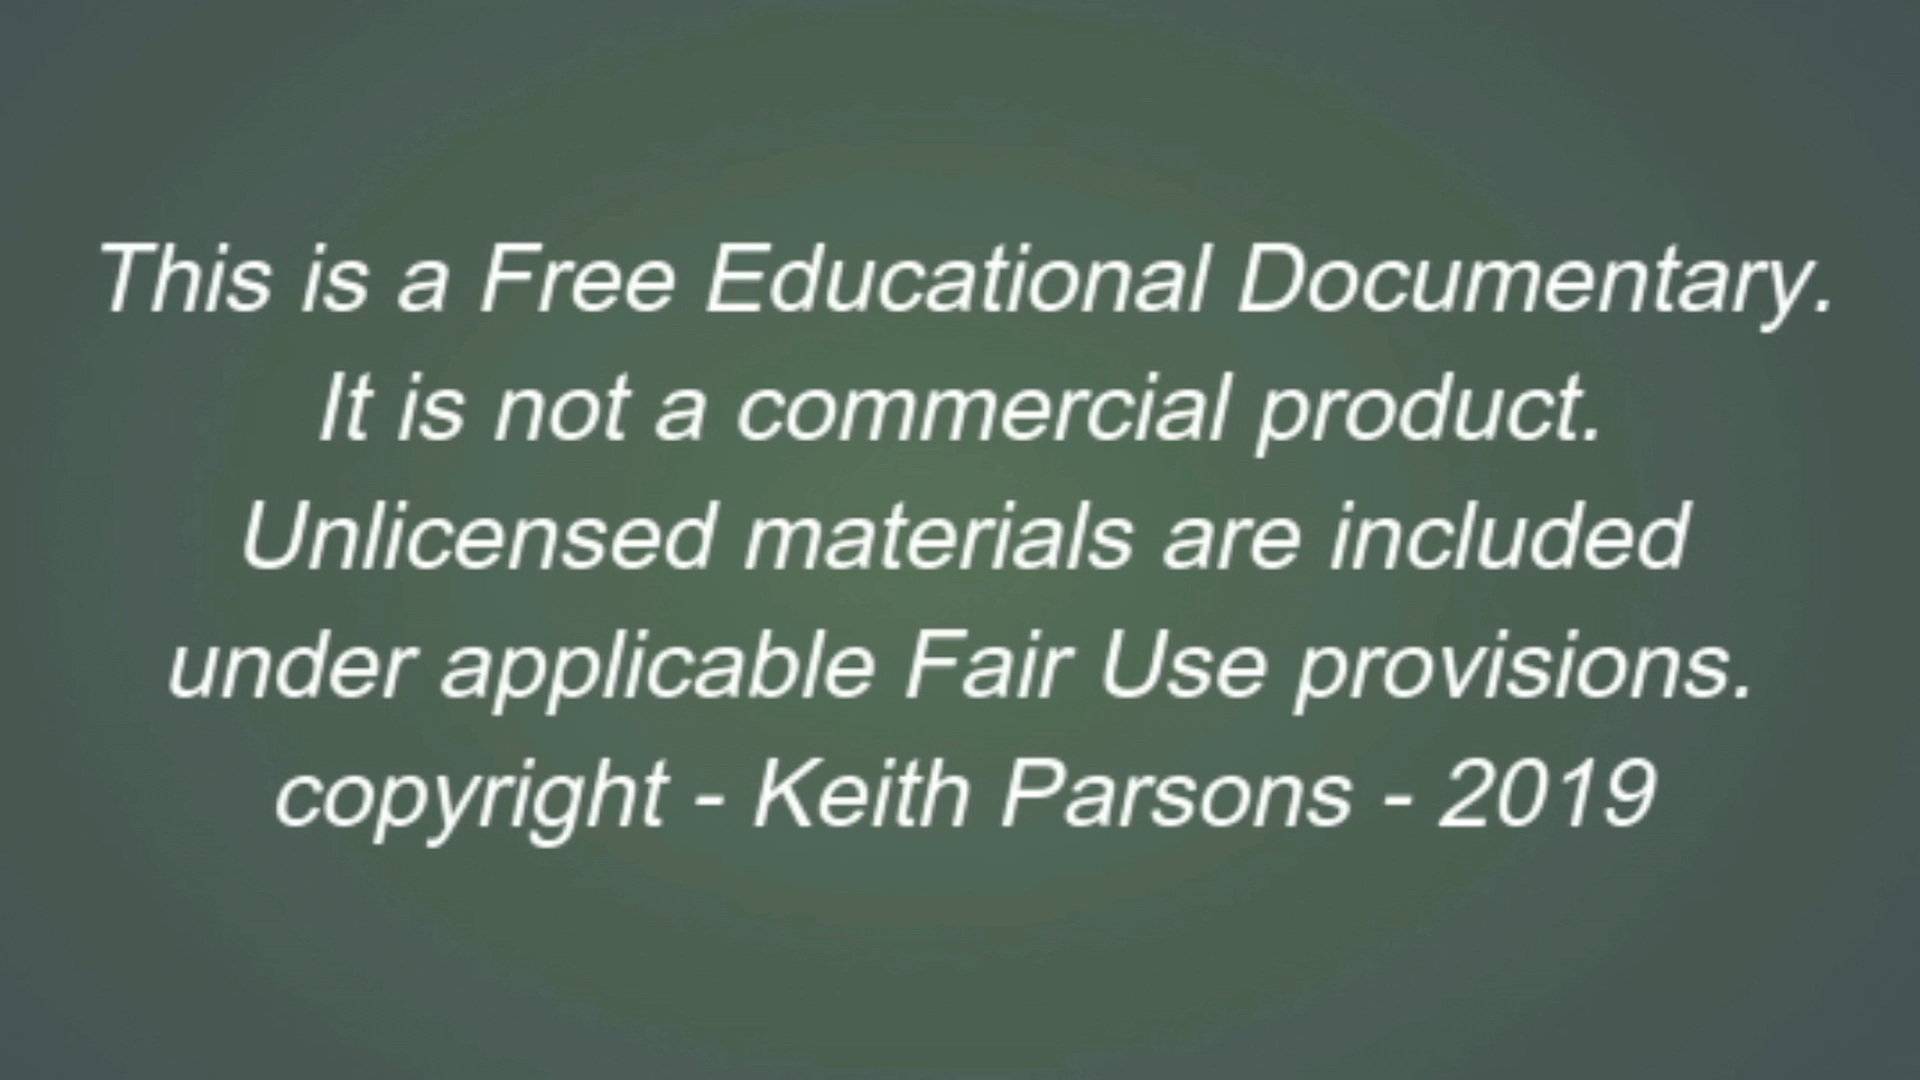 This is a Free Educational Documentary.
It is not a commercial product.
Unlicensed materials are included
under applicable Fair Use provisions.
copyright - Keith Parsons - 2019